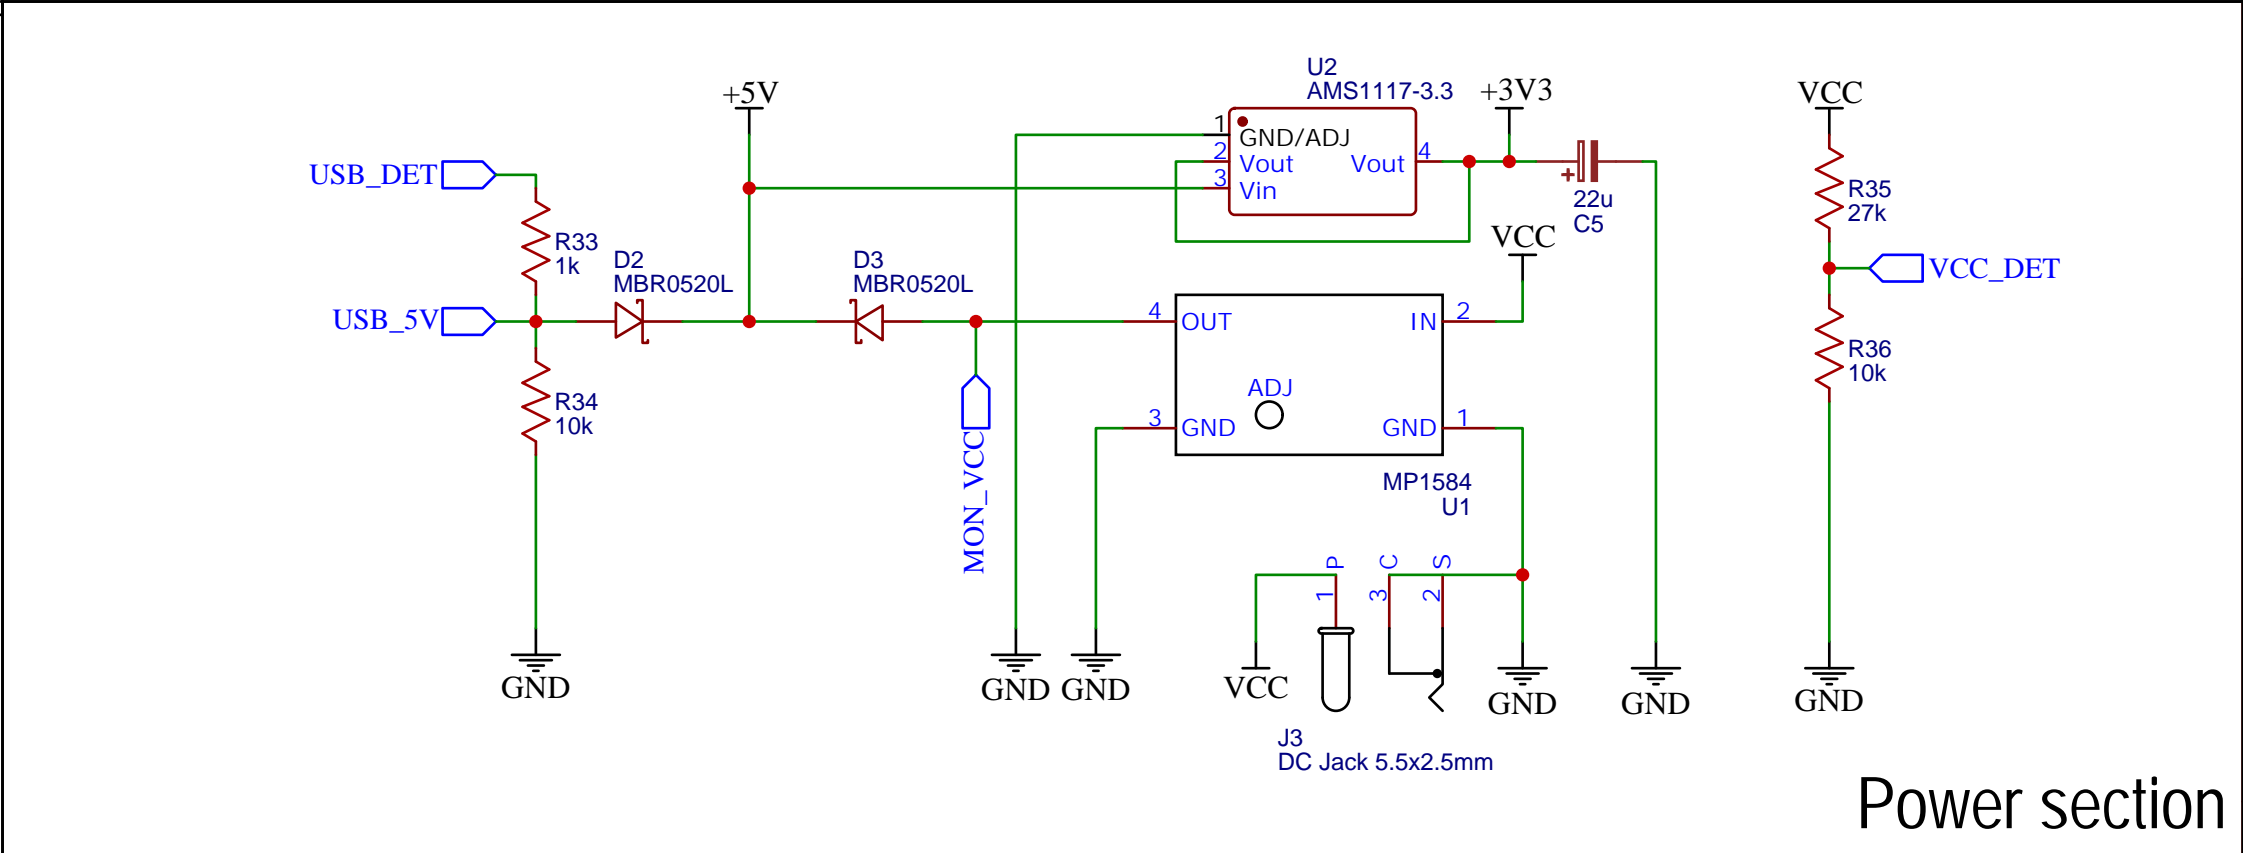 +5V
U2
AMS1117-3.3
+3V3
VCC
1
GND/ADJ
2
Vout
Vout
4
3
Vin
USB_DET
22u
C5
R35
27k
R33
1k
D2
MBR0520L
D3
MBR0520L
VCC
VCC_DET
USB_5V
4
OUT
IN
2
R36
10k
ADJ
R34
10k
3
GND
GND
1
MON_VCC
MP1584
U1
P
C
S
1
3
2
GND
GND
GND
VCC
GND
GND
GND
J3
DC Jack 5.5x2.5mm
Power section